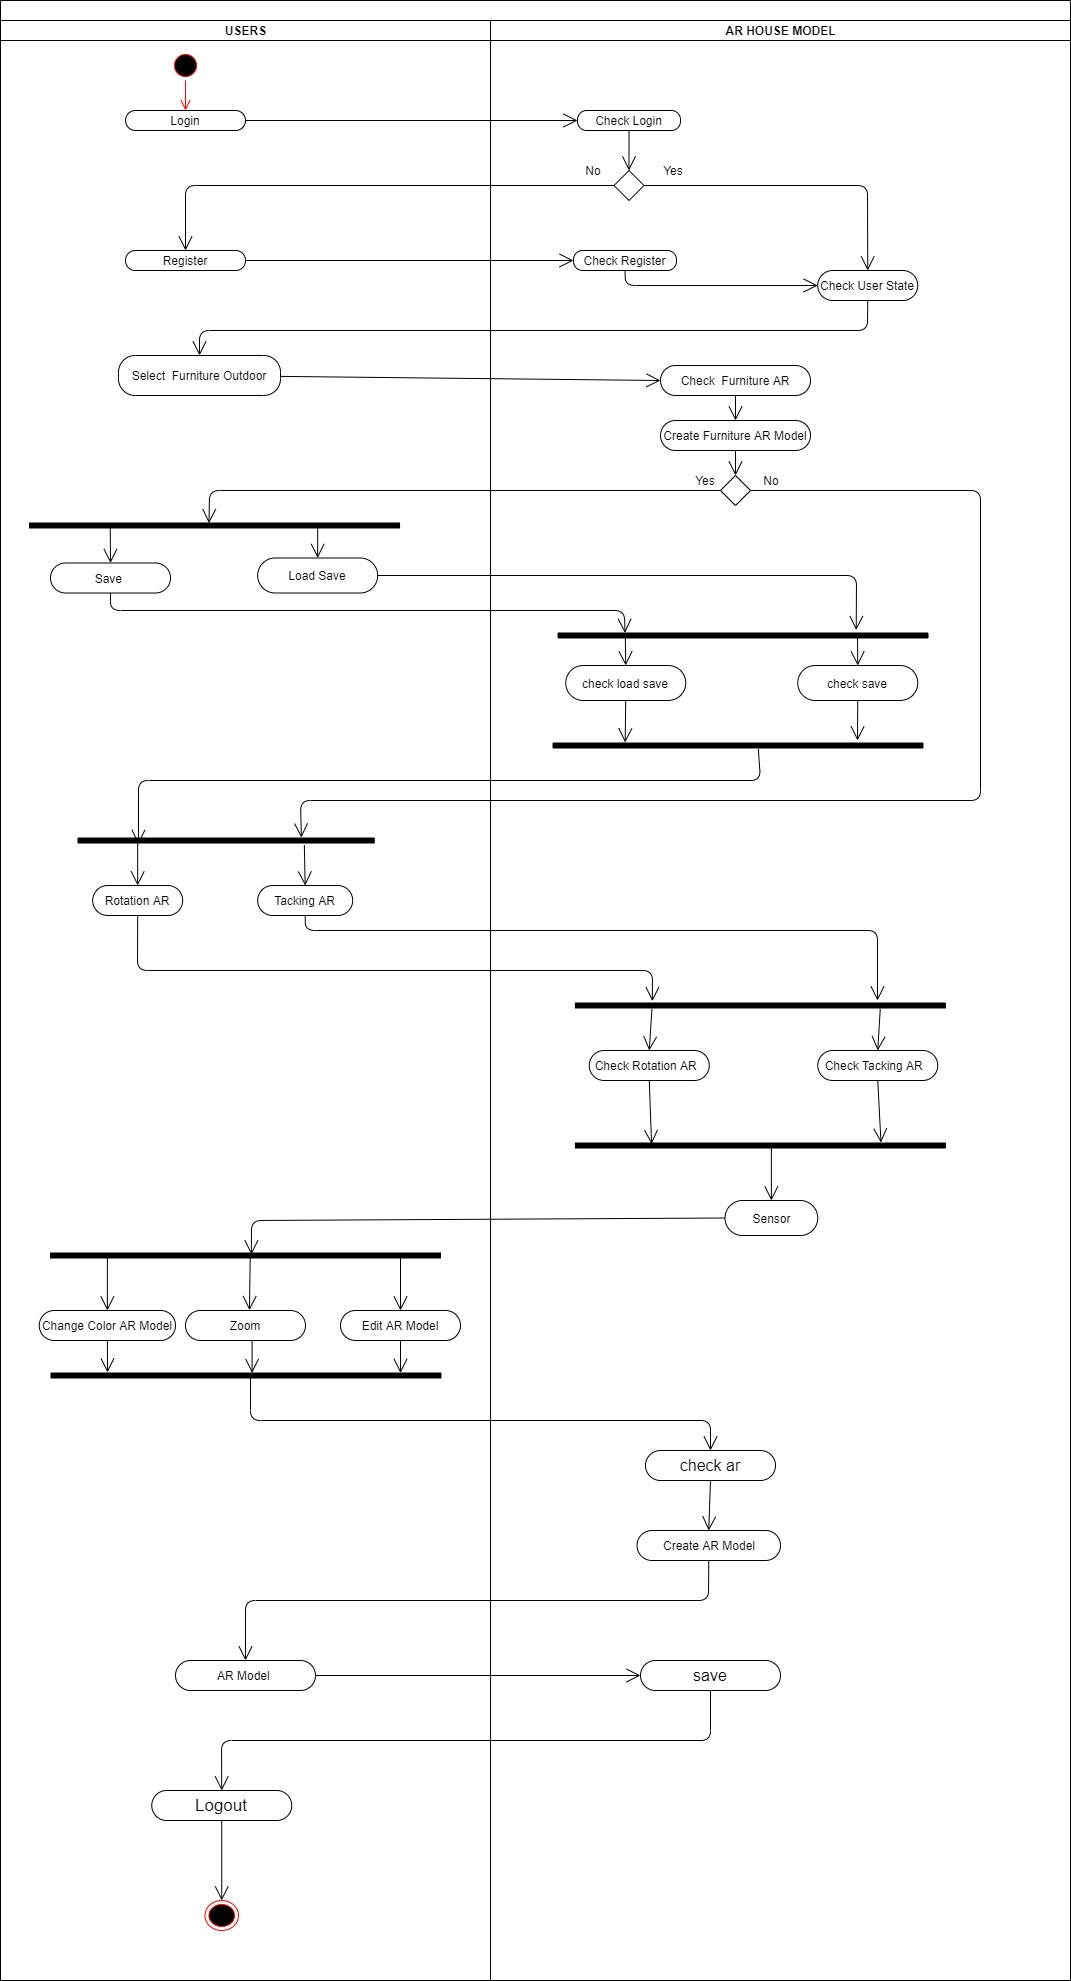 USERS
AR HOUSE MODEL
Login
Check Login
No
Yes
Register
Check Register
Check User State
Select  Furniture Outdoor
Check  Furniture AR
Create Furniture AR Model
Yes
No
Save
Load Save
check load save
check save
Rotation AR
Tacking AR
Check Rotation AR
Check Tacking AR
Sensor
Change Color AR Model
Zoom
Edit AR Model
check ar
Create AR Model
AR Model
save
Logout